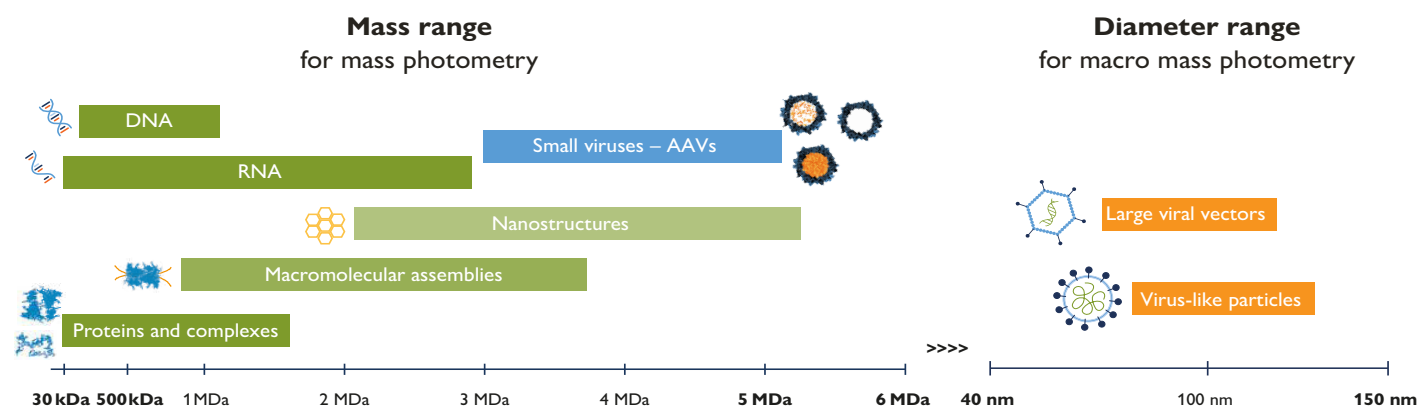 Mass range
for mass photometry
Diameter range
for macro mass photometry
DNA
Small viruses – AAVs
RNA
Large viral vectors
Nanostructures
Macromolecular assemblies
Virus-like particles
Proteins and complexes
>>>>
30 kDa 500 kDa 1 MDa 2 MDa 3 MDa 4 MDa 5 MDa 6 MDa 40 nm 100 nm 150 nm